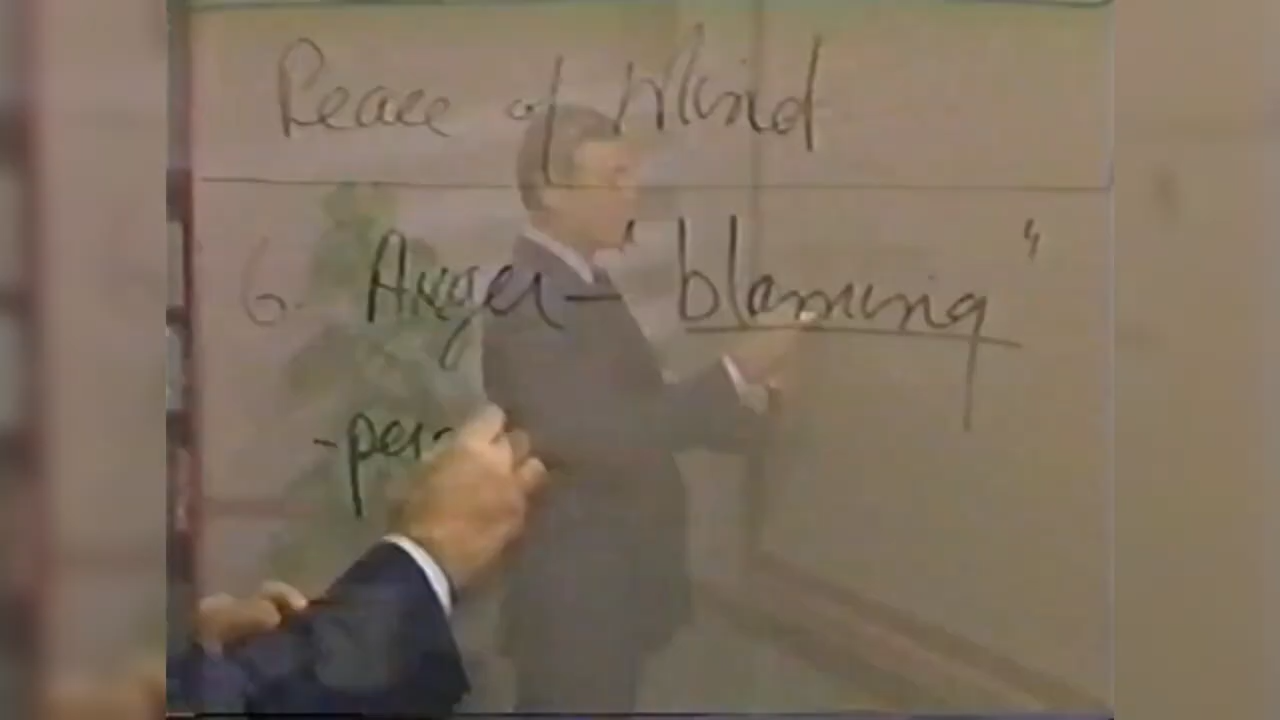 Peace of Mind
6. Anger - "blaming"
- per